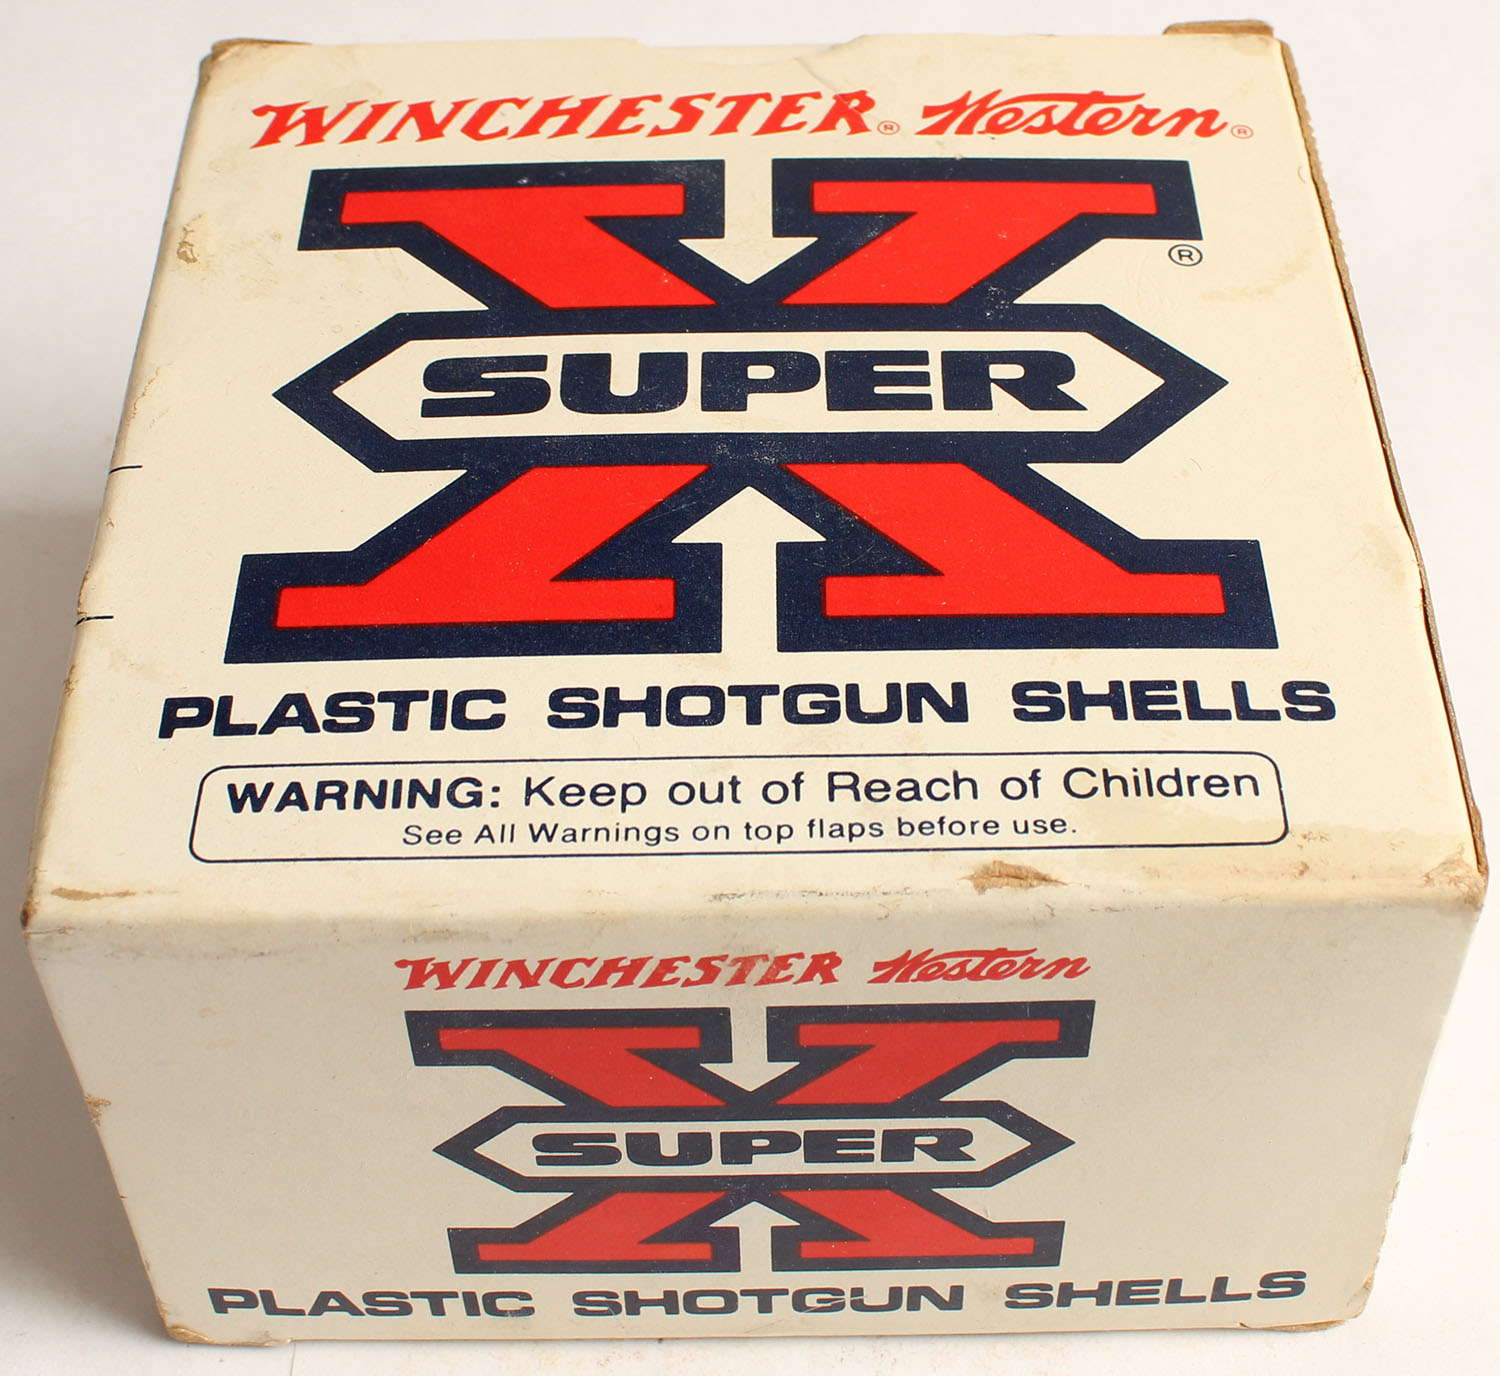 WINCHESTER® Western®
SUPER X ®
PLASTIC SHOTGUN SHELLS
WARNING: Keep out of Reach of Children
See All Warnings on top flaps before use.
WINCHESTER Western
SUPER X
PLASTIC SHOTGUN SHELLS